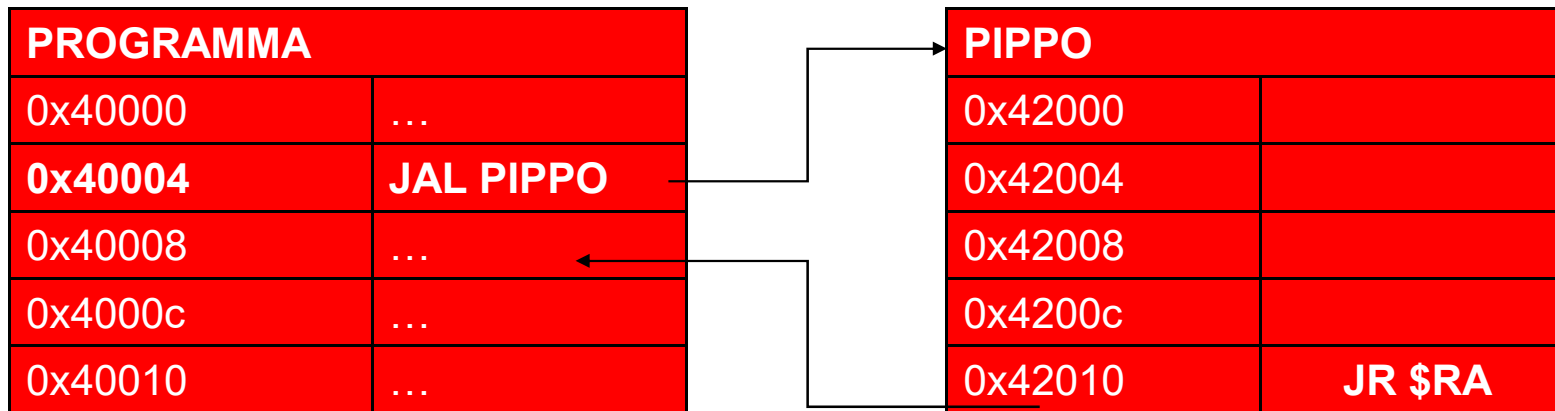 PROGRAMMA
0x40000 …
0x40004 JAL PIPPO
0x40008 …
0x4000c …
0x40010 …
PIPPO
0x42000
0x42004
0x42008
0x4200c
0x42010 JR $RA